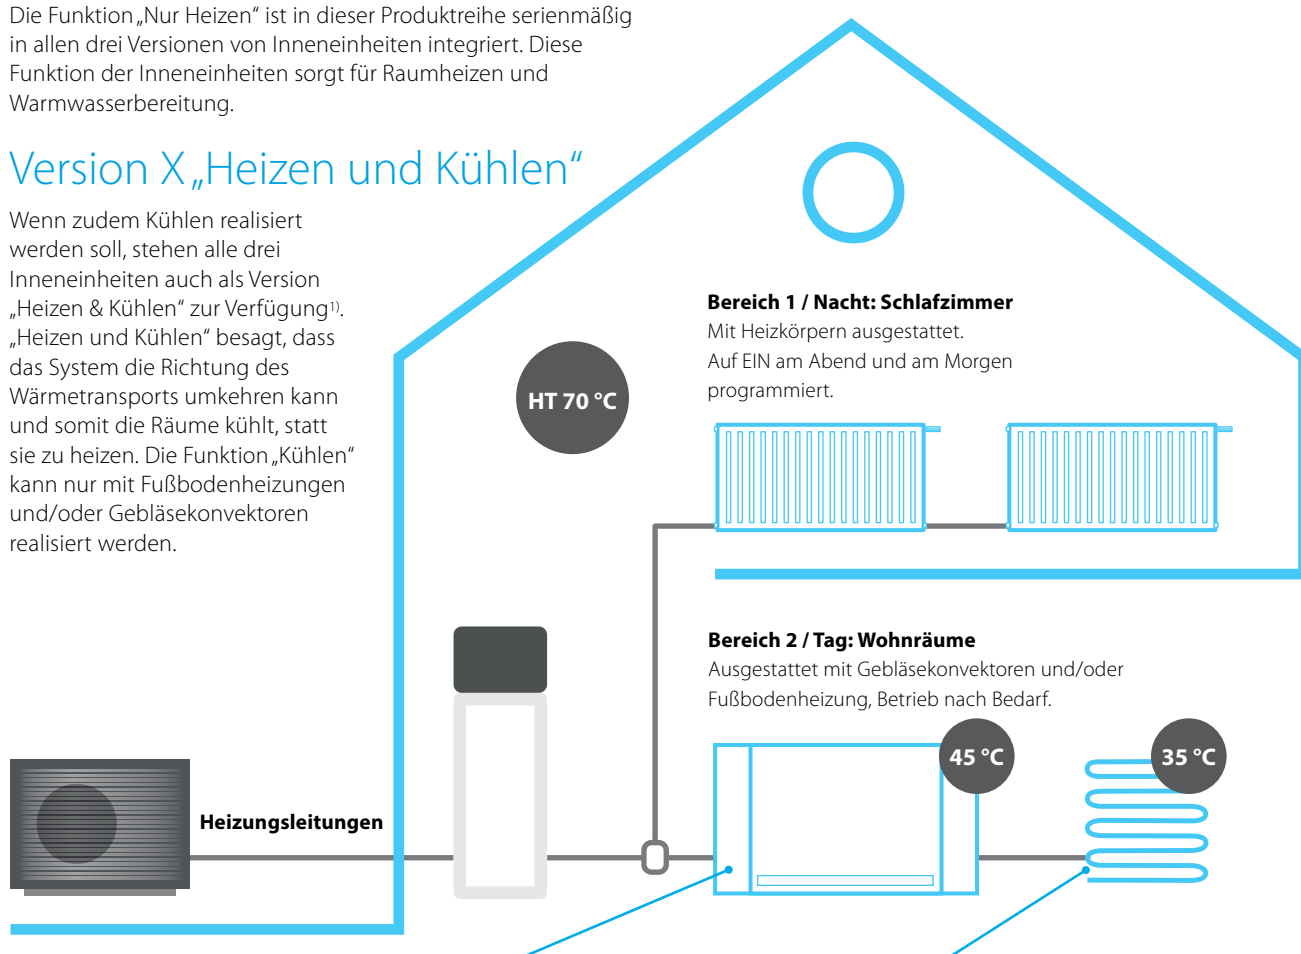 Die Funktion „Nur Heizen“ ist in dieser Produktreihe serienmäßig
in allen drei Versionen von Inneneinheiten integriert. Diese
Funktion der Inneneinheiten sorgt für Raumheizen und
Warmwasserbereitung.
Version X „Heizen und Kühlen“
Wenn zudem Kühlen realisiert
werden soll, stehen alle drei
Inneneinheiten auch als Version
„Heizen & Kühlen“ zur Verfügung¹⁾.
„Heizen und Kühlen“ besagt, dass
das System die Richtung des
Wärmetransports umkehren kann
und somit die Räume kühlt, statt
sie zu heizen. Die Funktion „Kühlen“
kann nur mit Fußbodenheizungen
und/oder Gebläsekonvektoren
realisiert werden.
HT 70 °C
Bereich 1 / Nacht: Schlafzimmer
Mit Heizkörpern ausgestattet.
Auf EIN am Abend und am Morgen
programmiert.
Bereich 2 / Tag: Wohnräume
Ausgestattet mit Gebläsekonvektoren und/oder
Fußbodenheizung, Betrieb nach Bedarf.
45 °C
35 °C
Heizungsleitungen